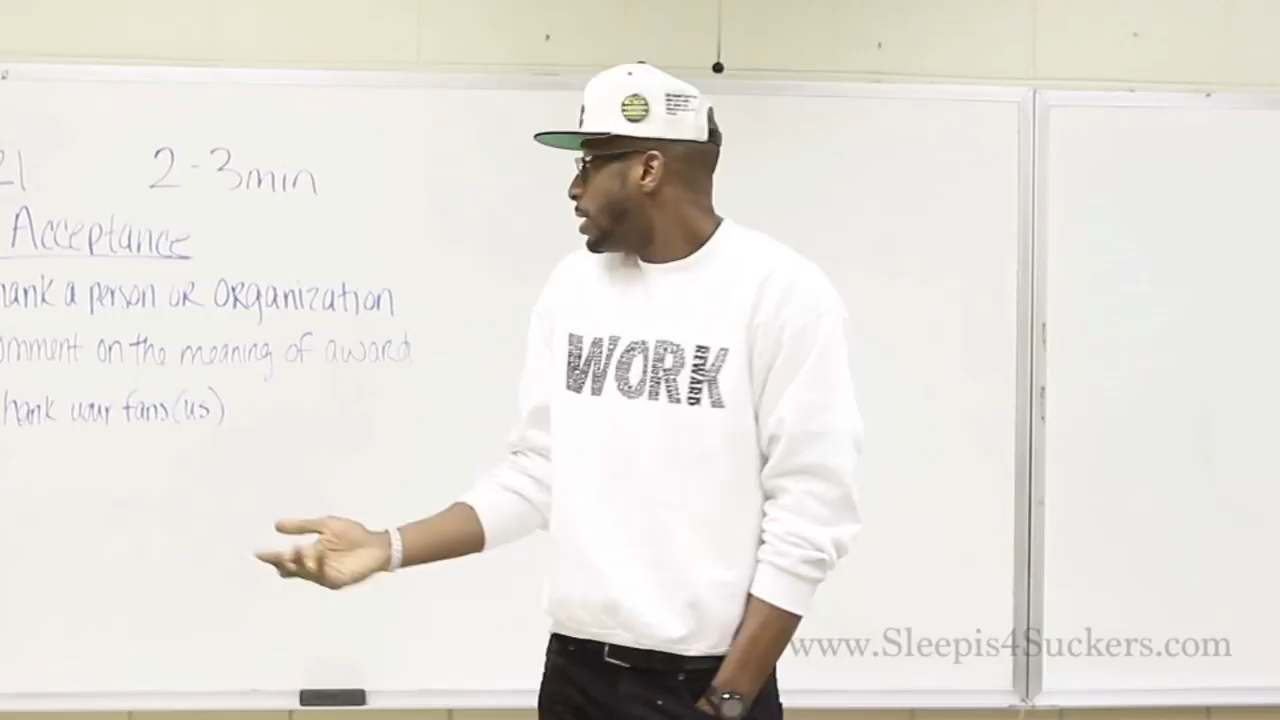 21 2-3min
Acceptance
hank a person or organization
omment on the meaning of award
hank your fans(us)
WORK
REWARD
www.Sleepis4Suckers.com